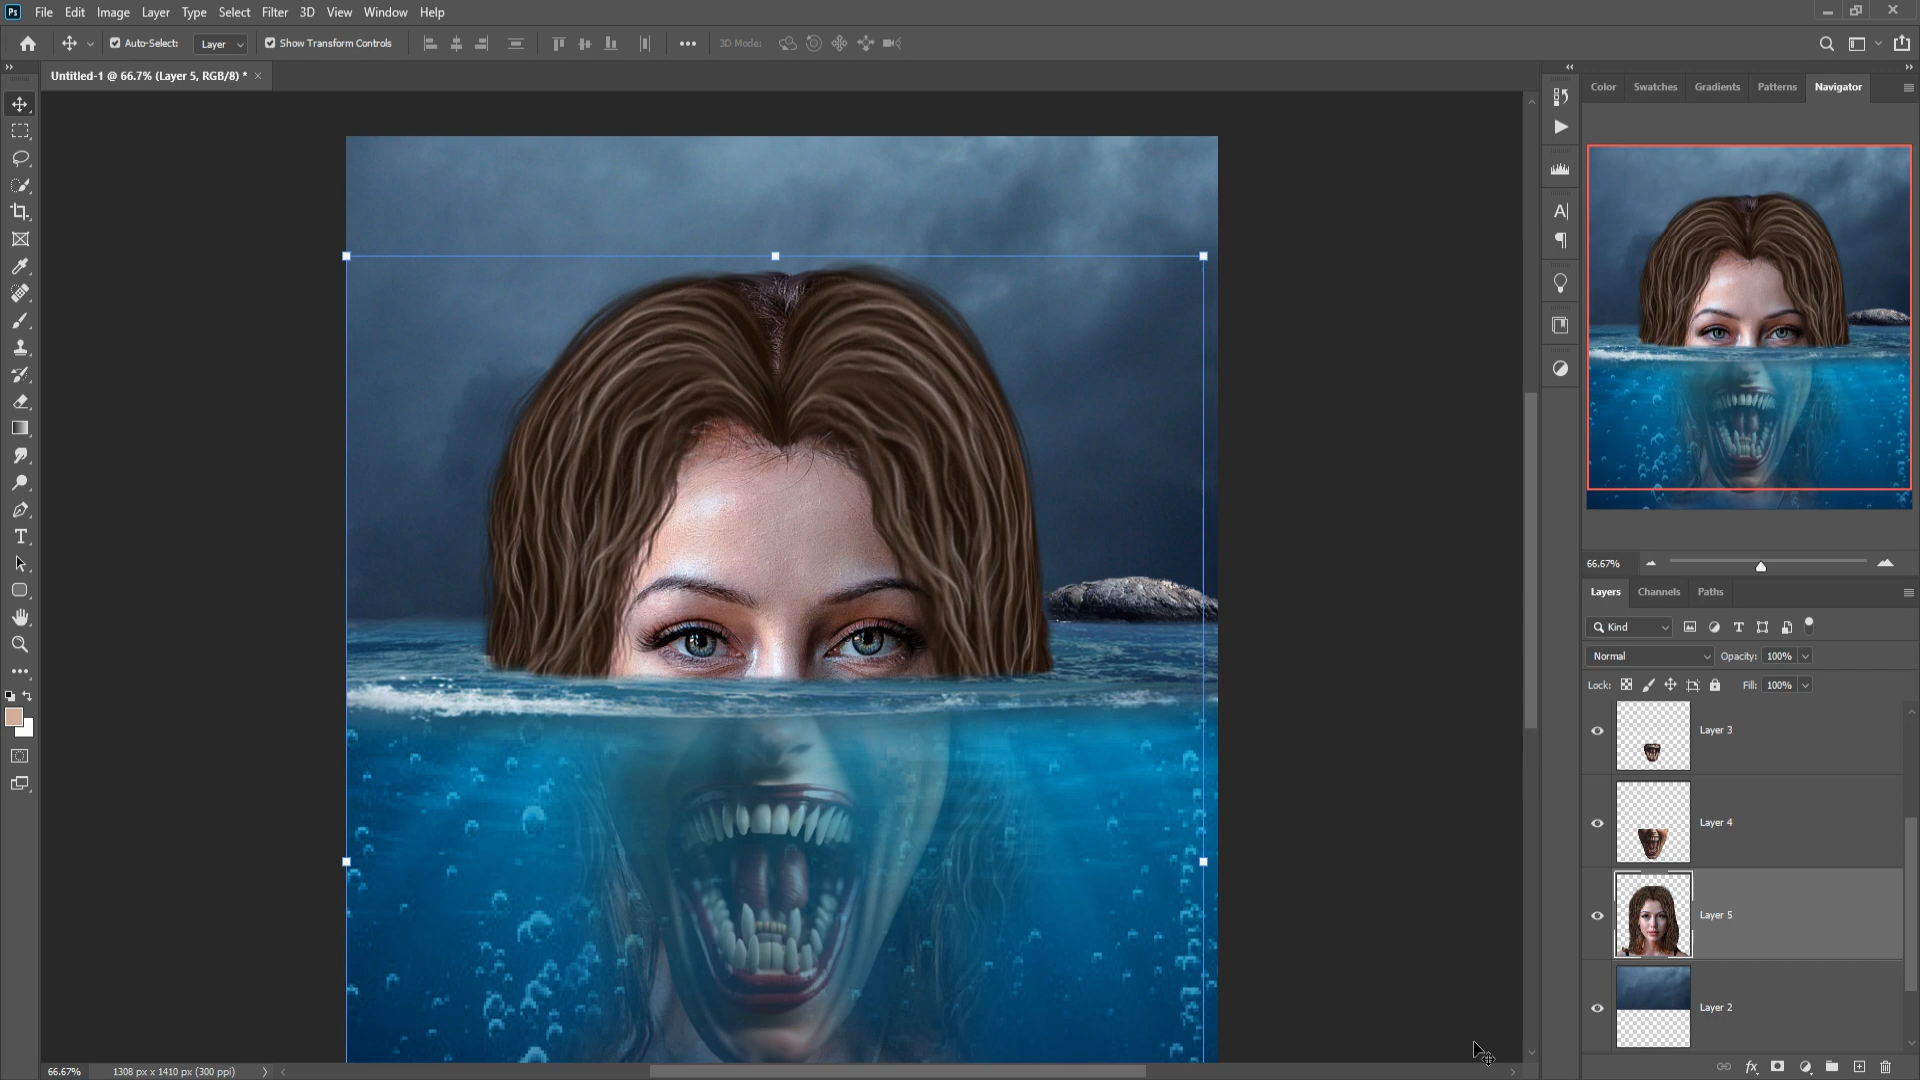 Ps File Edit Image Layer Type Select Filter 3D View Window Help
Auto-Select: Layer Show Transform Controls 3D Mode:
Untitled-1 @ 66.7% (Layer 5, RGB/8) *
Color Swatches Gradients Patterns Navigator
66.67%
Layers Channels Paths
Kind
Normal Opacity: 100%
Lock: Fill: 100%
Layer 3
Layer 4
Layer 5
Layer 2
fx
66.67% 1308 px x 1410 px (300 ppi)